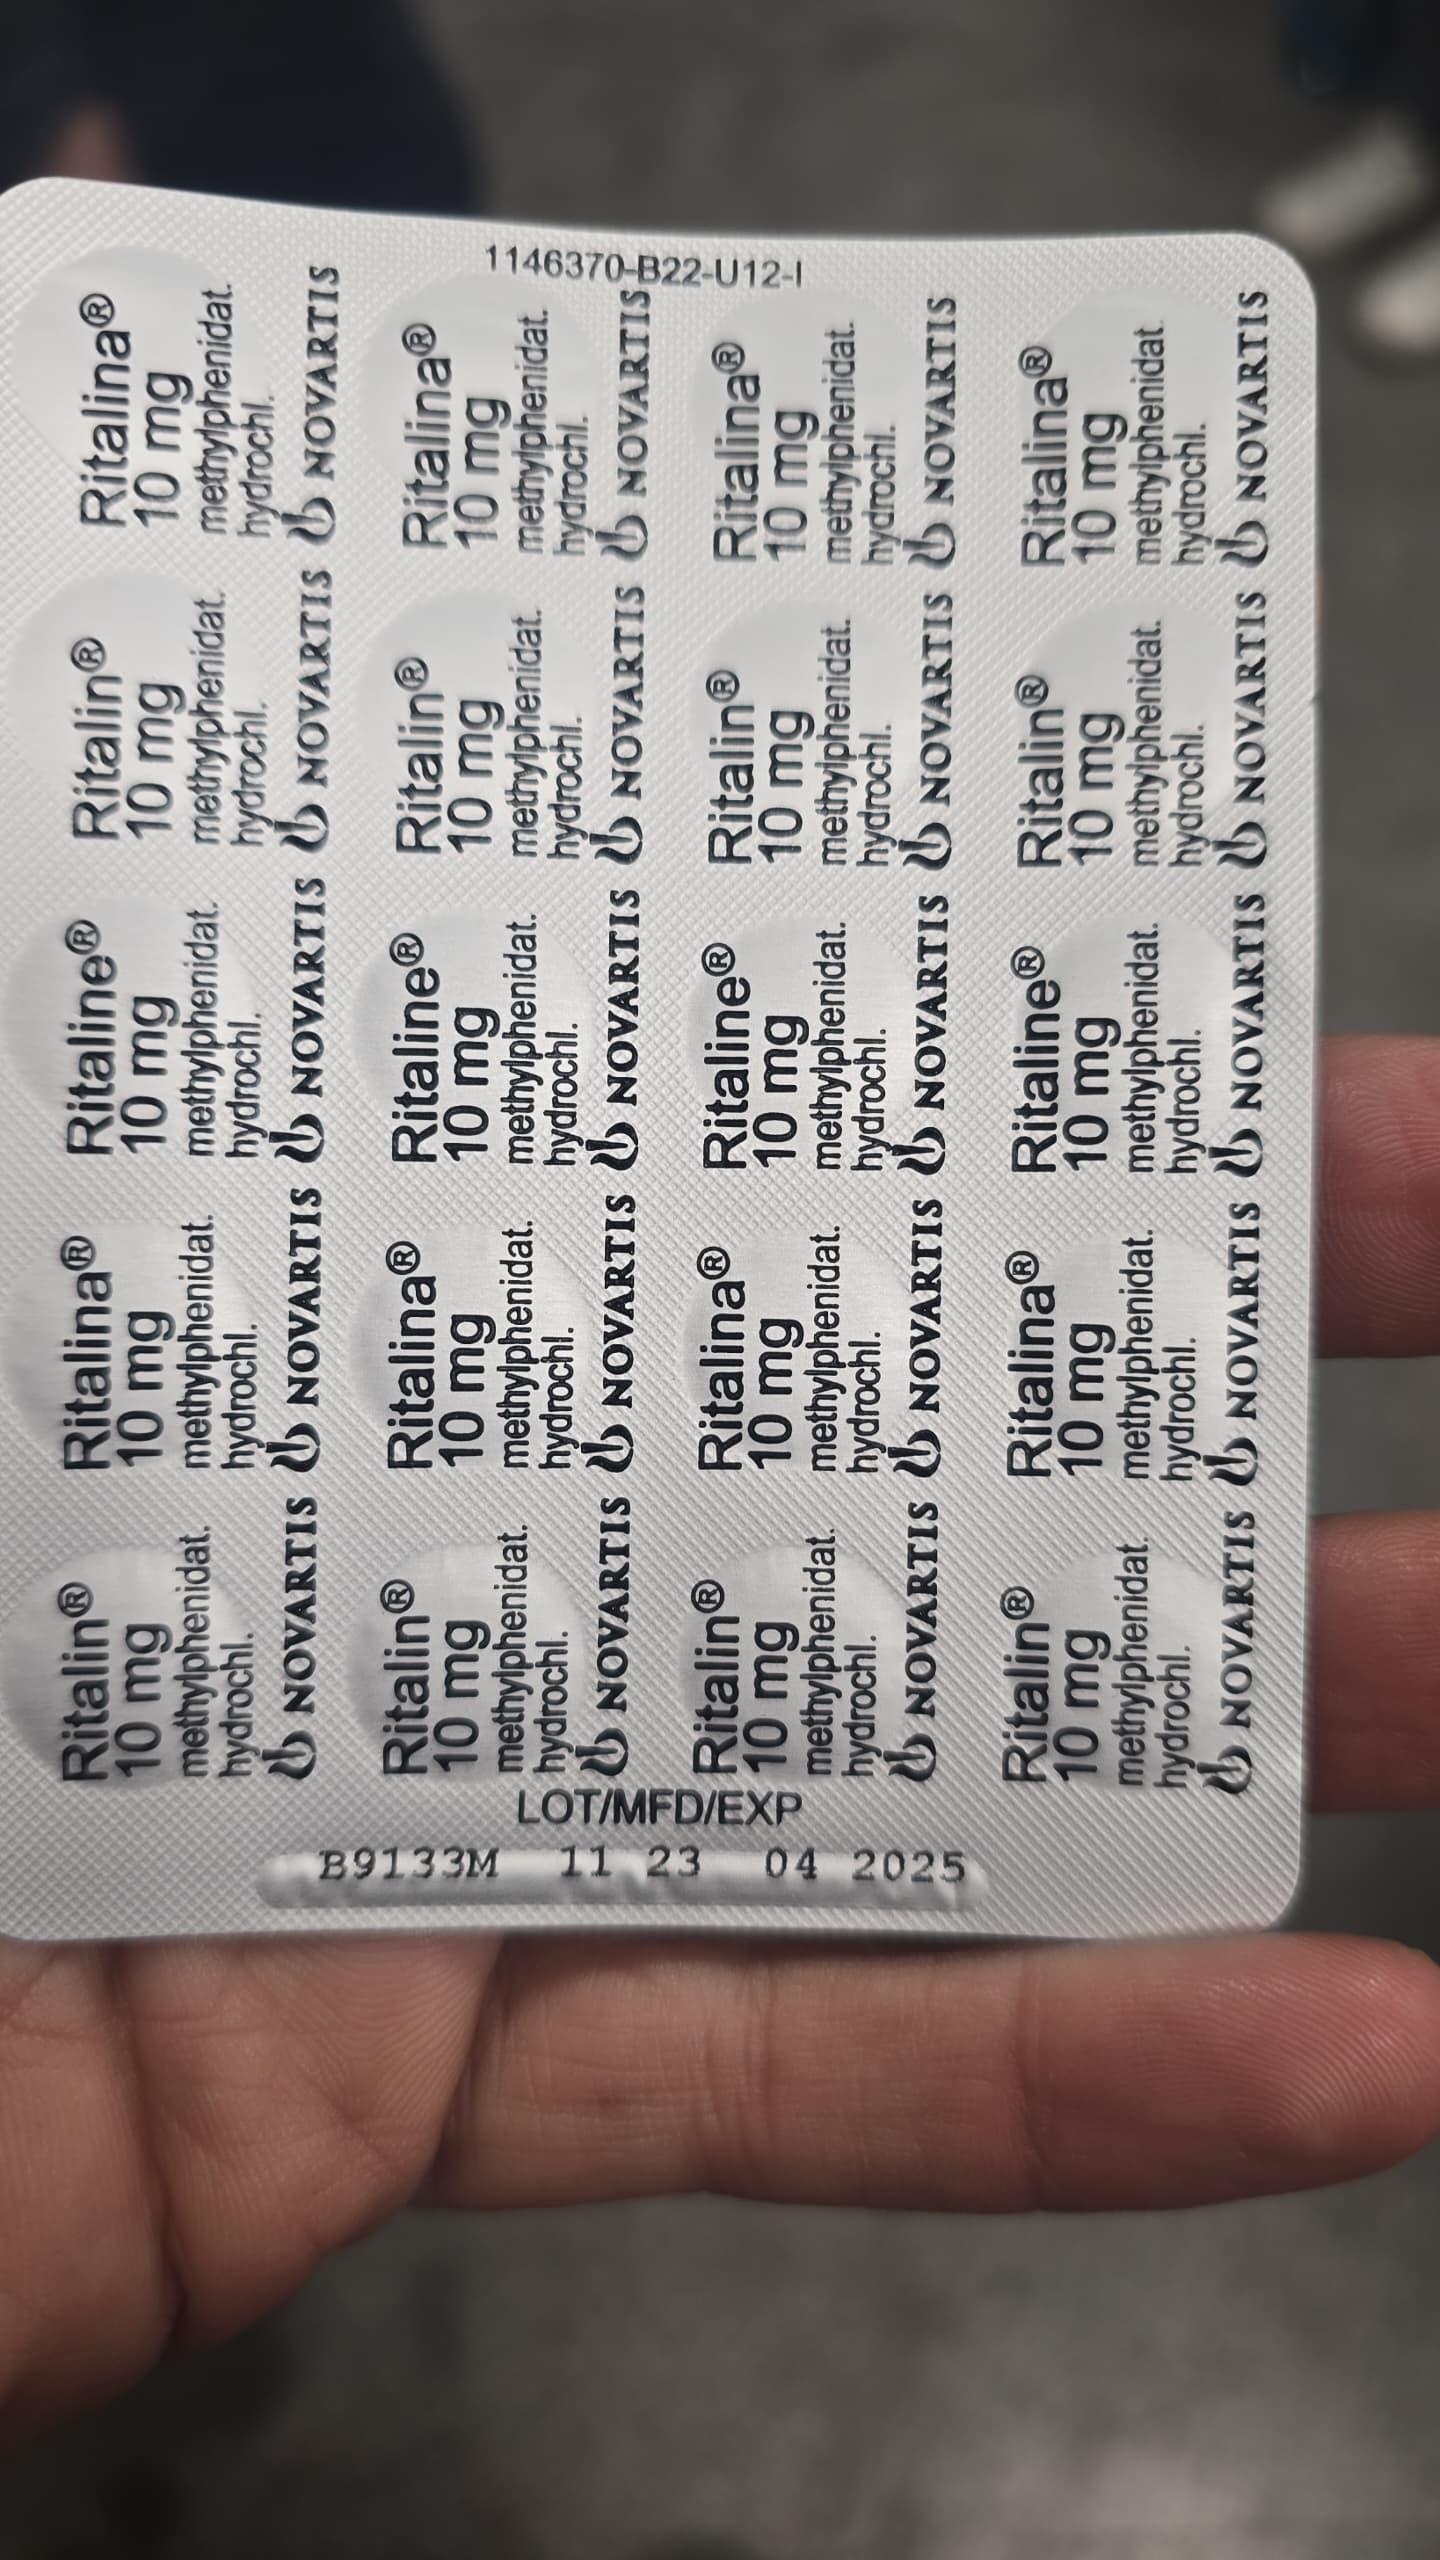 1146370-B22-U12-I
Ritalin®
10 mg
methylphenidat.
hydrochl.
NOVARTIS
Ritalina®
10 mg
methylphenidat.
hydrochl.
NOVARTIS
Ritaline®
10 mg
methylphenidat.
hydrochl.
NOVARTIS
Ritalin®
10 mg
methylphenidat.
hydrochl.
NOVARTIS
Ritalina®
10 mg
methylphenidat.
hydrochl.
NOVARTIS
Ritalin®
10 mg
methylphenidat.
hydrochl.
NOVARTIS
Ritalina®
10 mg
methylphenidat.
hydrochl.
NOVARTIS
Ritaline®
10 mg
methylphenidat.
hydrochl.
NOVARTIS
Ritalin®
10 mg
methylphenidat.
hydrochl.
NOVARTIS
Ritalina®
10 mg
methylphenidat.
hydrochl.
NOVARTIS
Ritalin®
10 mg
methylphenidat.
hydrochl.
NOVARTIS
Ritalina®
10 mg
methylphenidat.
hydrochl.
NOVARTIS
Ritaline®
10 mg
methylphenidat.
hydrochl.
NOVARTIS
Ritalin®
10 mg
methylphenidat.
hydrochl.
NOVARTIS
Ritalina®
10 mg
methylphenidat.
hydrochl.
NOVARTIS
Ritalin®
10 mg
methylphenidat.
hydrochl.
NOVARTIS
Ritalina®
10 mg
methylphenidat.
hydrochl.
NOVARTIS
Ritaline®
10 mg
methylphenidat.
hydrochl.
NOVARTIS
Ritalin®
10 mg
methylphenidat.
hydrochl.
NOVARTIS
Ritalina®
10 mg
methylphenidat
hydrochl.
NOVARTIS
LOT/MFD/EXP
B9133M 11 23 04 2025